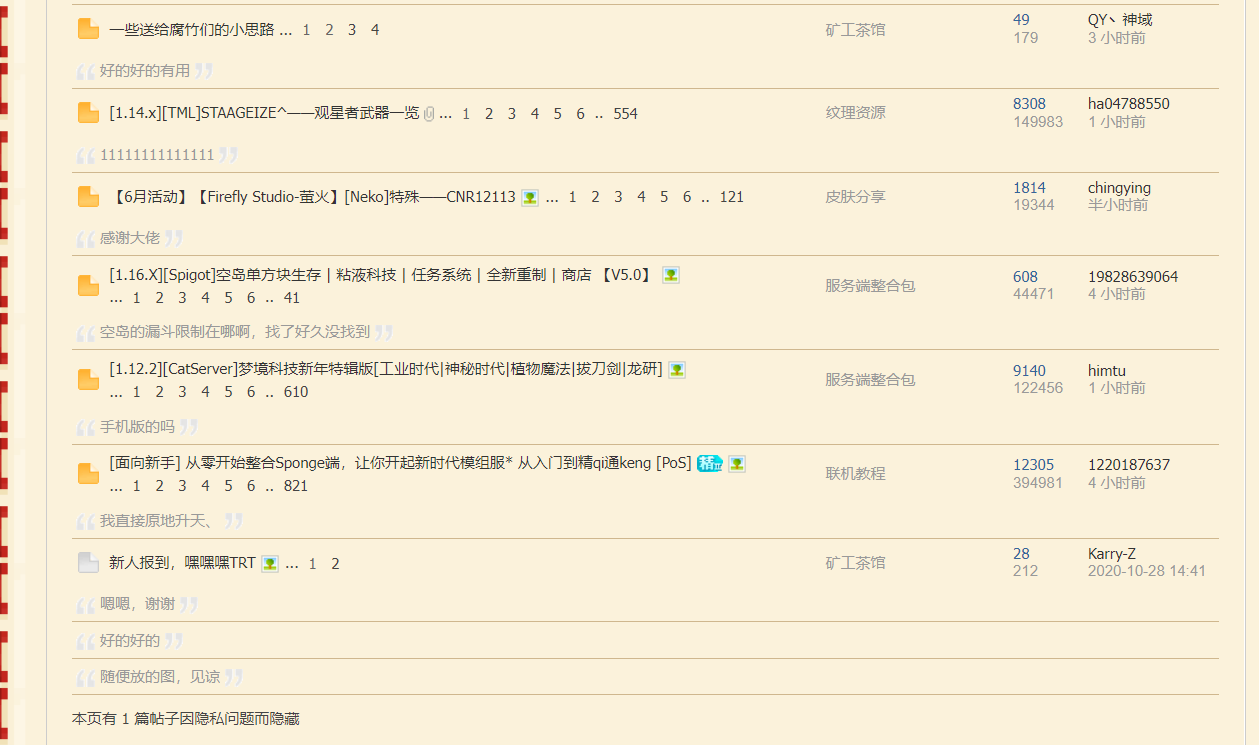 一些送给腐竹们的小思路 ... 1 2 3 4 矿工茶馆 49 QY丶神域
179 3 小时前
好的好的有用
[1.14.x][TML]STAAGEIZE^——观星者武器一览 ... 1 2 3 4 5 6 .. 554 纹理资源 8308 ha04788550
149983 1 小时前
11111111111111
【6月活动】【Firefly Studio-萤火】[Neko]特殊——CNR12113 ... 1 2 3 4 5 6 .. 121 皮肤分享 1814 chingying
19344 半小时前
感谢大佬
[1.16.X][Spigot]空岛单方块生存 | 粘液科技 | 任务系统 | 全新重制 | 商店 【V5.0】
... 1 2 3 4 5 6 .. 41 服务端整合包 608 19828639064
44471 4 小时前
空岛的漏斗限制在哪啊，找了好久没找到
[1.12.2][CatServer]梦境科技新年特辑版[工业时代|神秘时代|植物魔法|拔刀剑|龙研]
... 1 2 3 4 5 6 .. 610 服务端整合包 9140 himtu
122456 1 小时前
手机版的吗
[面向新手] 从零开始整合Sponge端，让你开起新时代模组服* 从入门到精qi通keng [PoS] 精
... 1 2 3 4 5 6 .. 821 联机教程 12305 1220187637
394981 4 小时前
我直接原地升天、
新人报到，嘿嘿嘿TRT ... 1 2 矿工茶馆 28 Karry-Z
212 2020-10-28 14:41
嗯嗯，谢谢
好的好的
随便放的图，见谅
本页有 1 篇帖子因隐私问题而隐藏